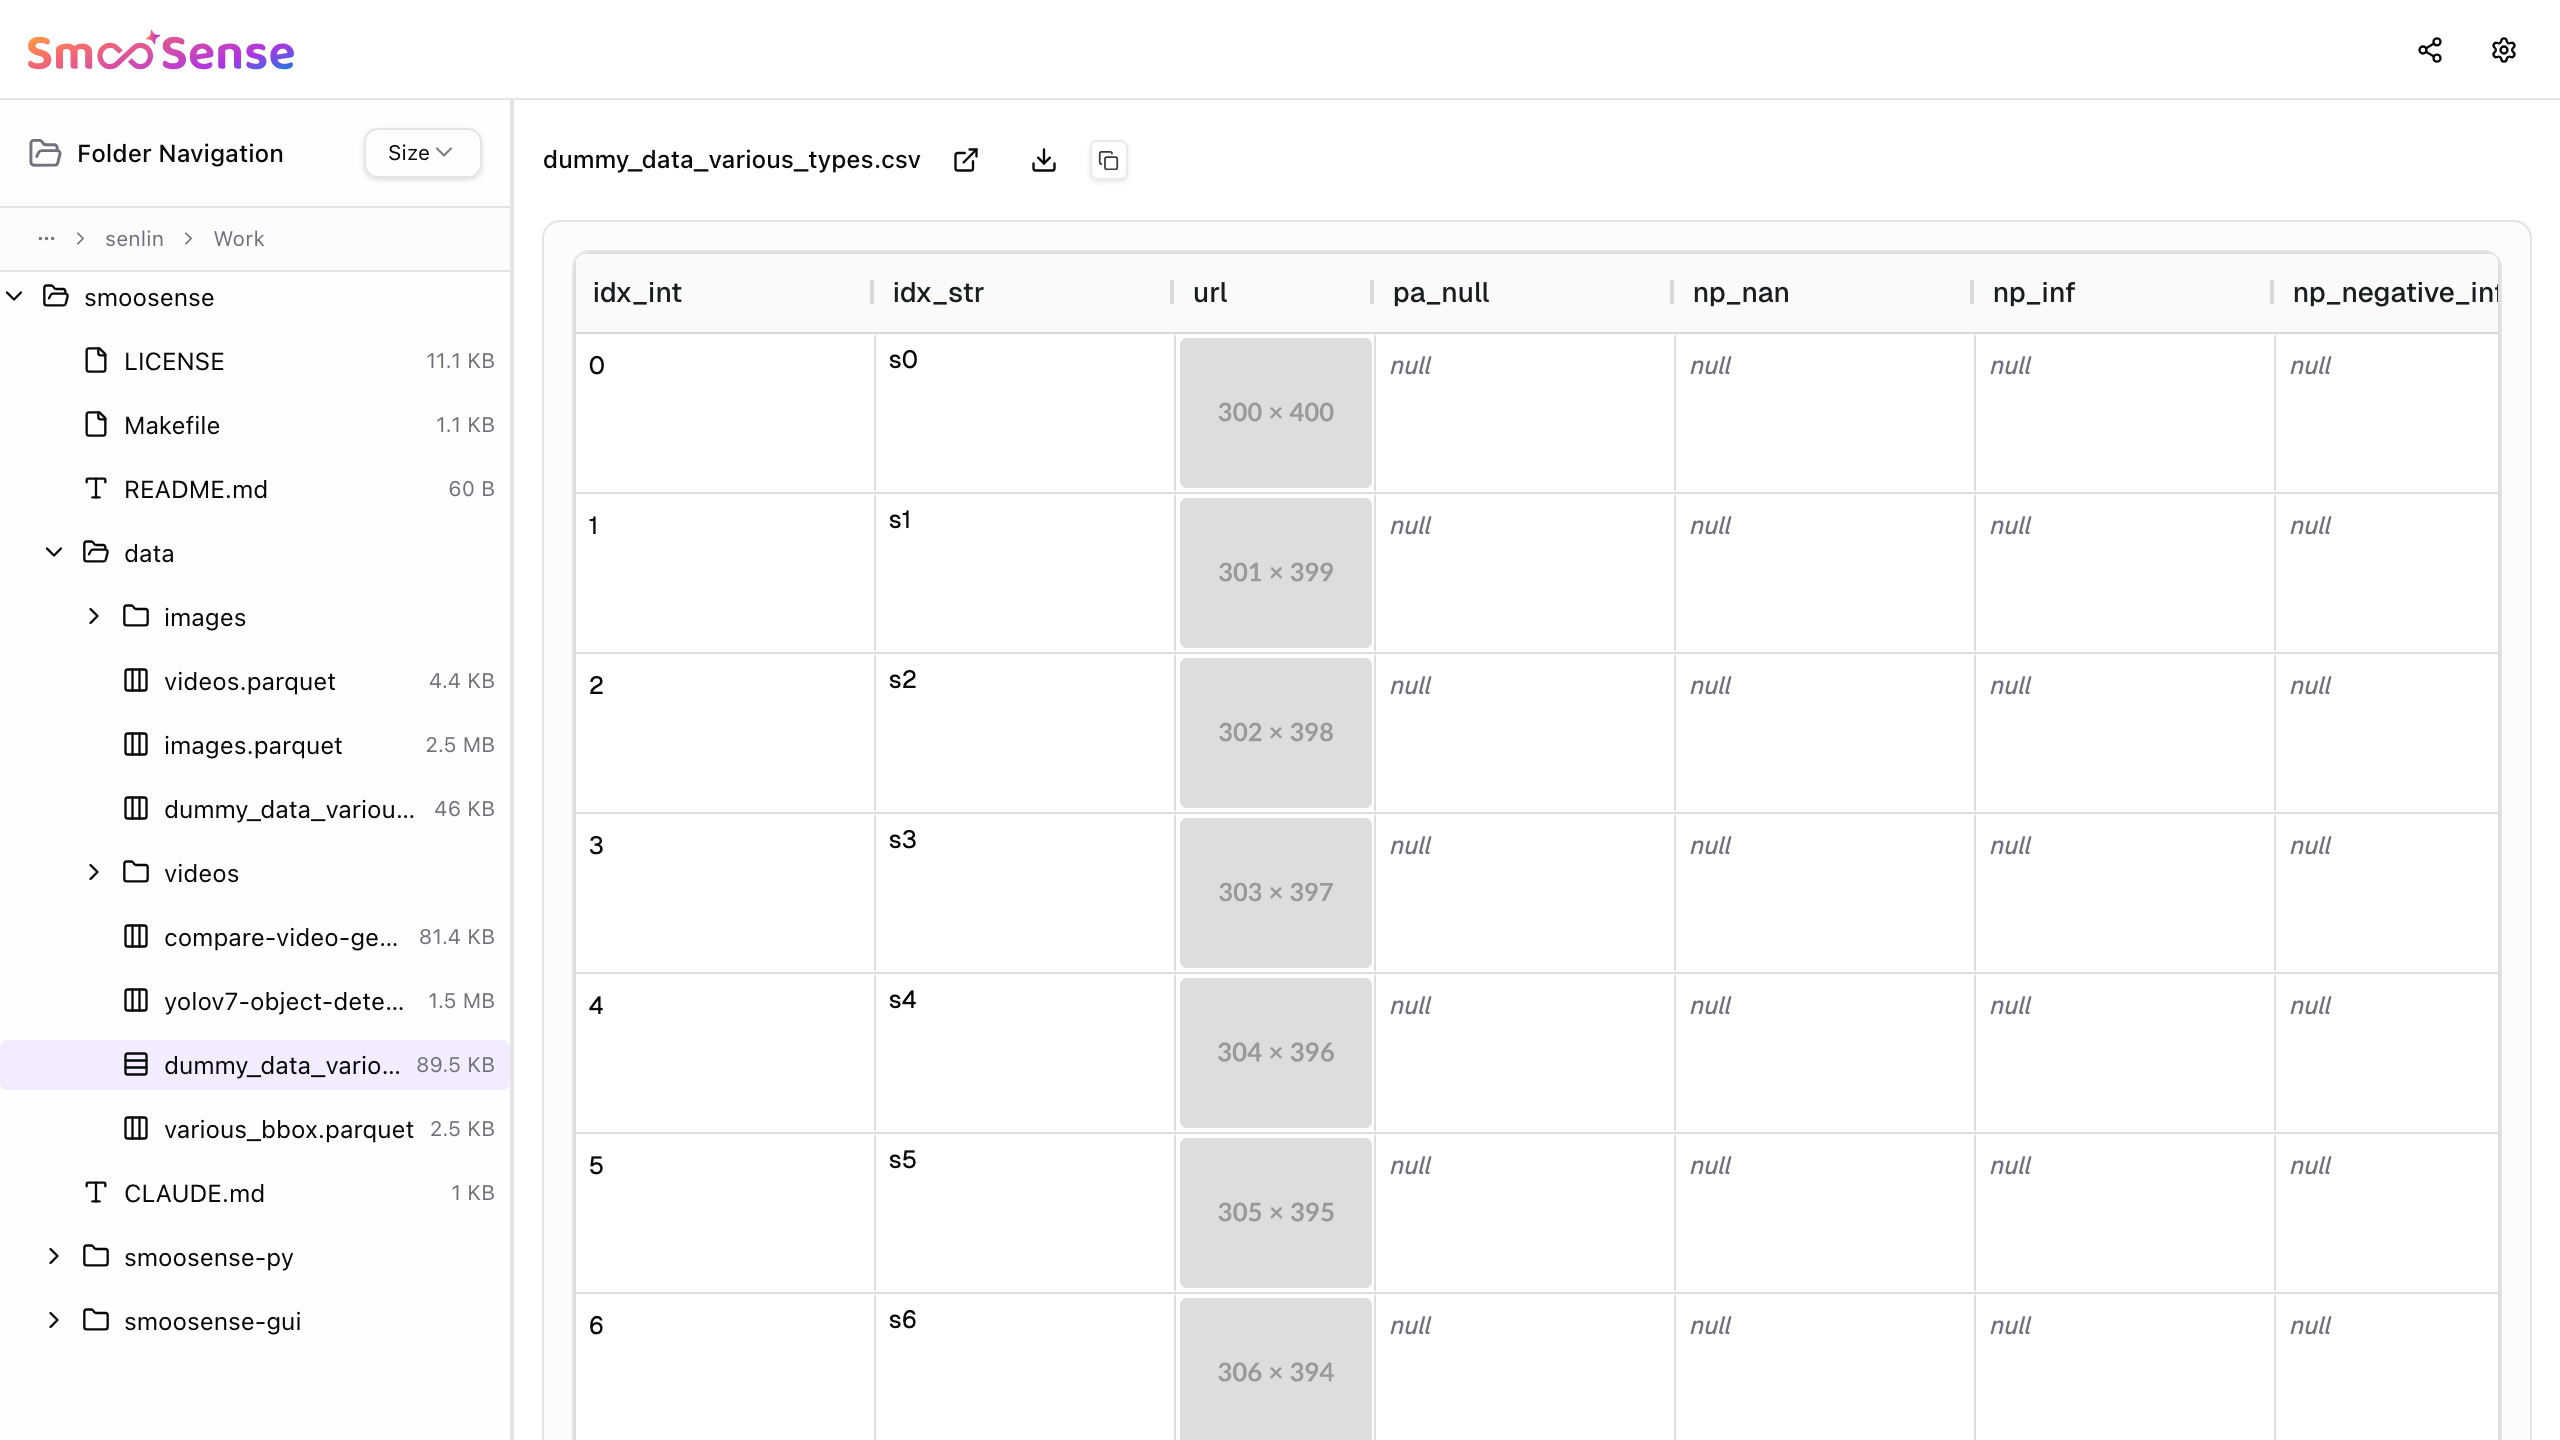 SmooSense
Folder Navigation
Size
... > senlin > Work
smoosense
LICENSE 11.1 KB
Makefile 1.1 KB
README.md 60 B
data
images
videos.parquet 4.4 KB
images.parquet 2.5 MB
dummy_data_variou... 46 KB
videos
compare-video-ge... 81.4 KB
yolov7-object-dete... 1.5 MB
dummy_data_vario... 89.5 KB
various_bbox.parquet 2.5 KB
CLAUDE.md 1 KB
smoosense-py
smoosense-gui
dummy_data_various_types.csv
idx_int idx_str url pa_null np_nan np_inf np_negative_inf
0 s0 300 × 400 null null null null
1 s1 301 × 399 null null null null
2 s2 302 × 398 null null null null
3 s3 303 × 397 null null null null
4 s4 304 × 396 null null null null
5 s5 305 × 395 null null null null
6 s6 306 × 394 null null null null